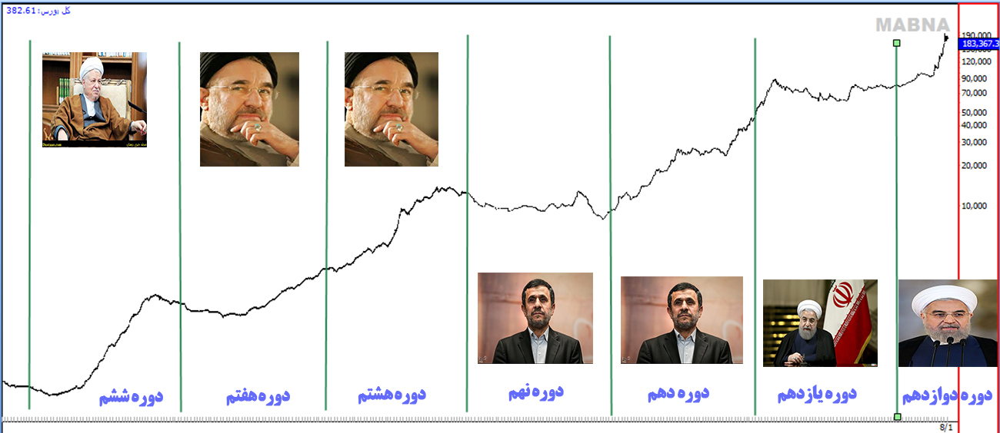 کل بورس: 382.61
MABNA
190,000
183,367.3
120,000
90,000
70,000
50,000
40,000
30,000
20,000
10,000
دوره ششم
دوره هفتم
دوره هشتم
دوره نهم
دوره دهم
دوره یازدهم
دوره دوازدهم
8/1